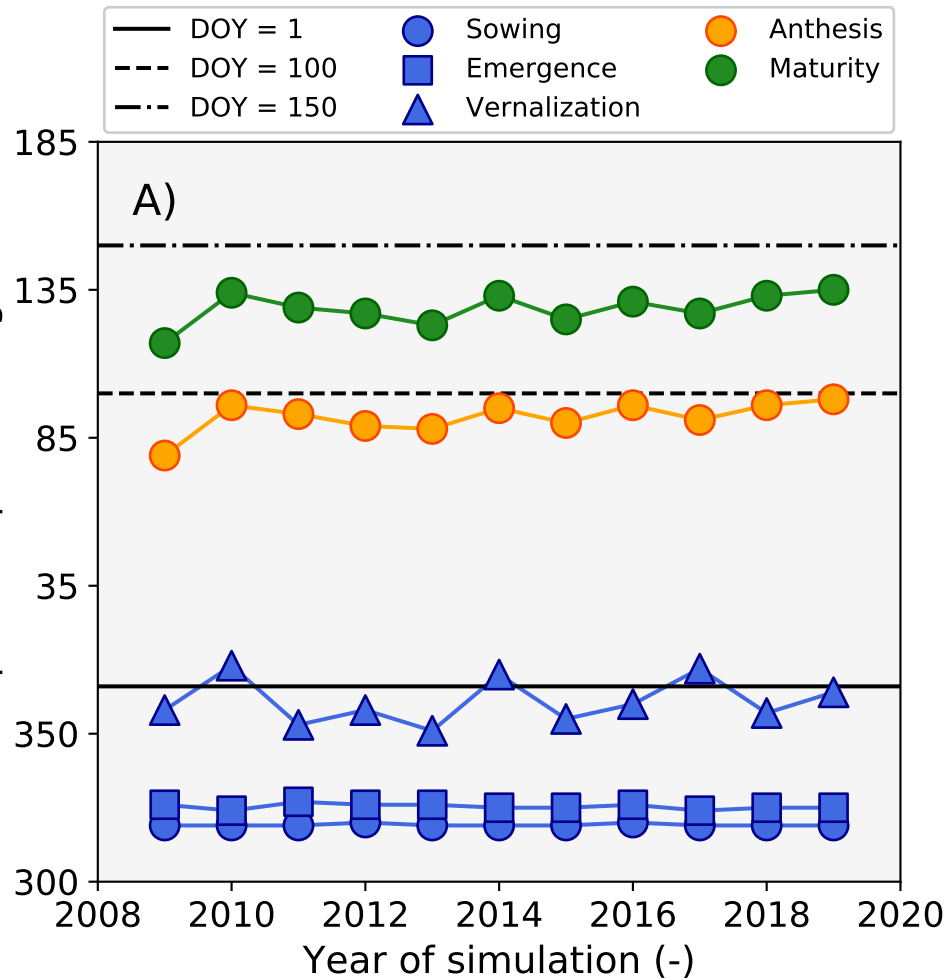 DOY = 1
DOY = 100
DOY = 150
Sowing
Emergence
Vernalization
Anthesis
Maturity
A)
185
135
85
35
350
300
2008 2010 2012 2014 2016 2018 2020
Year of simulation (-)